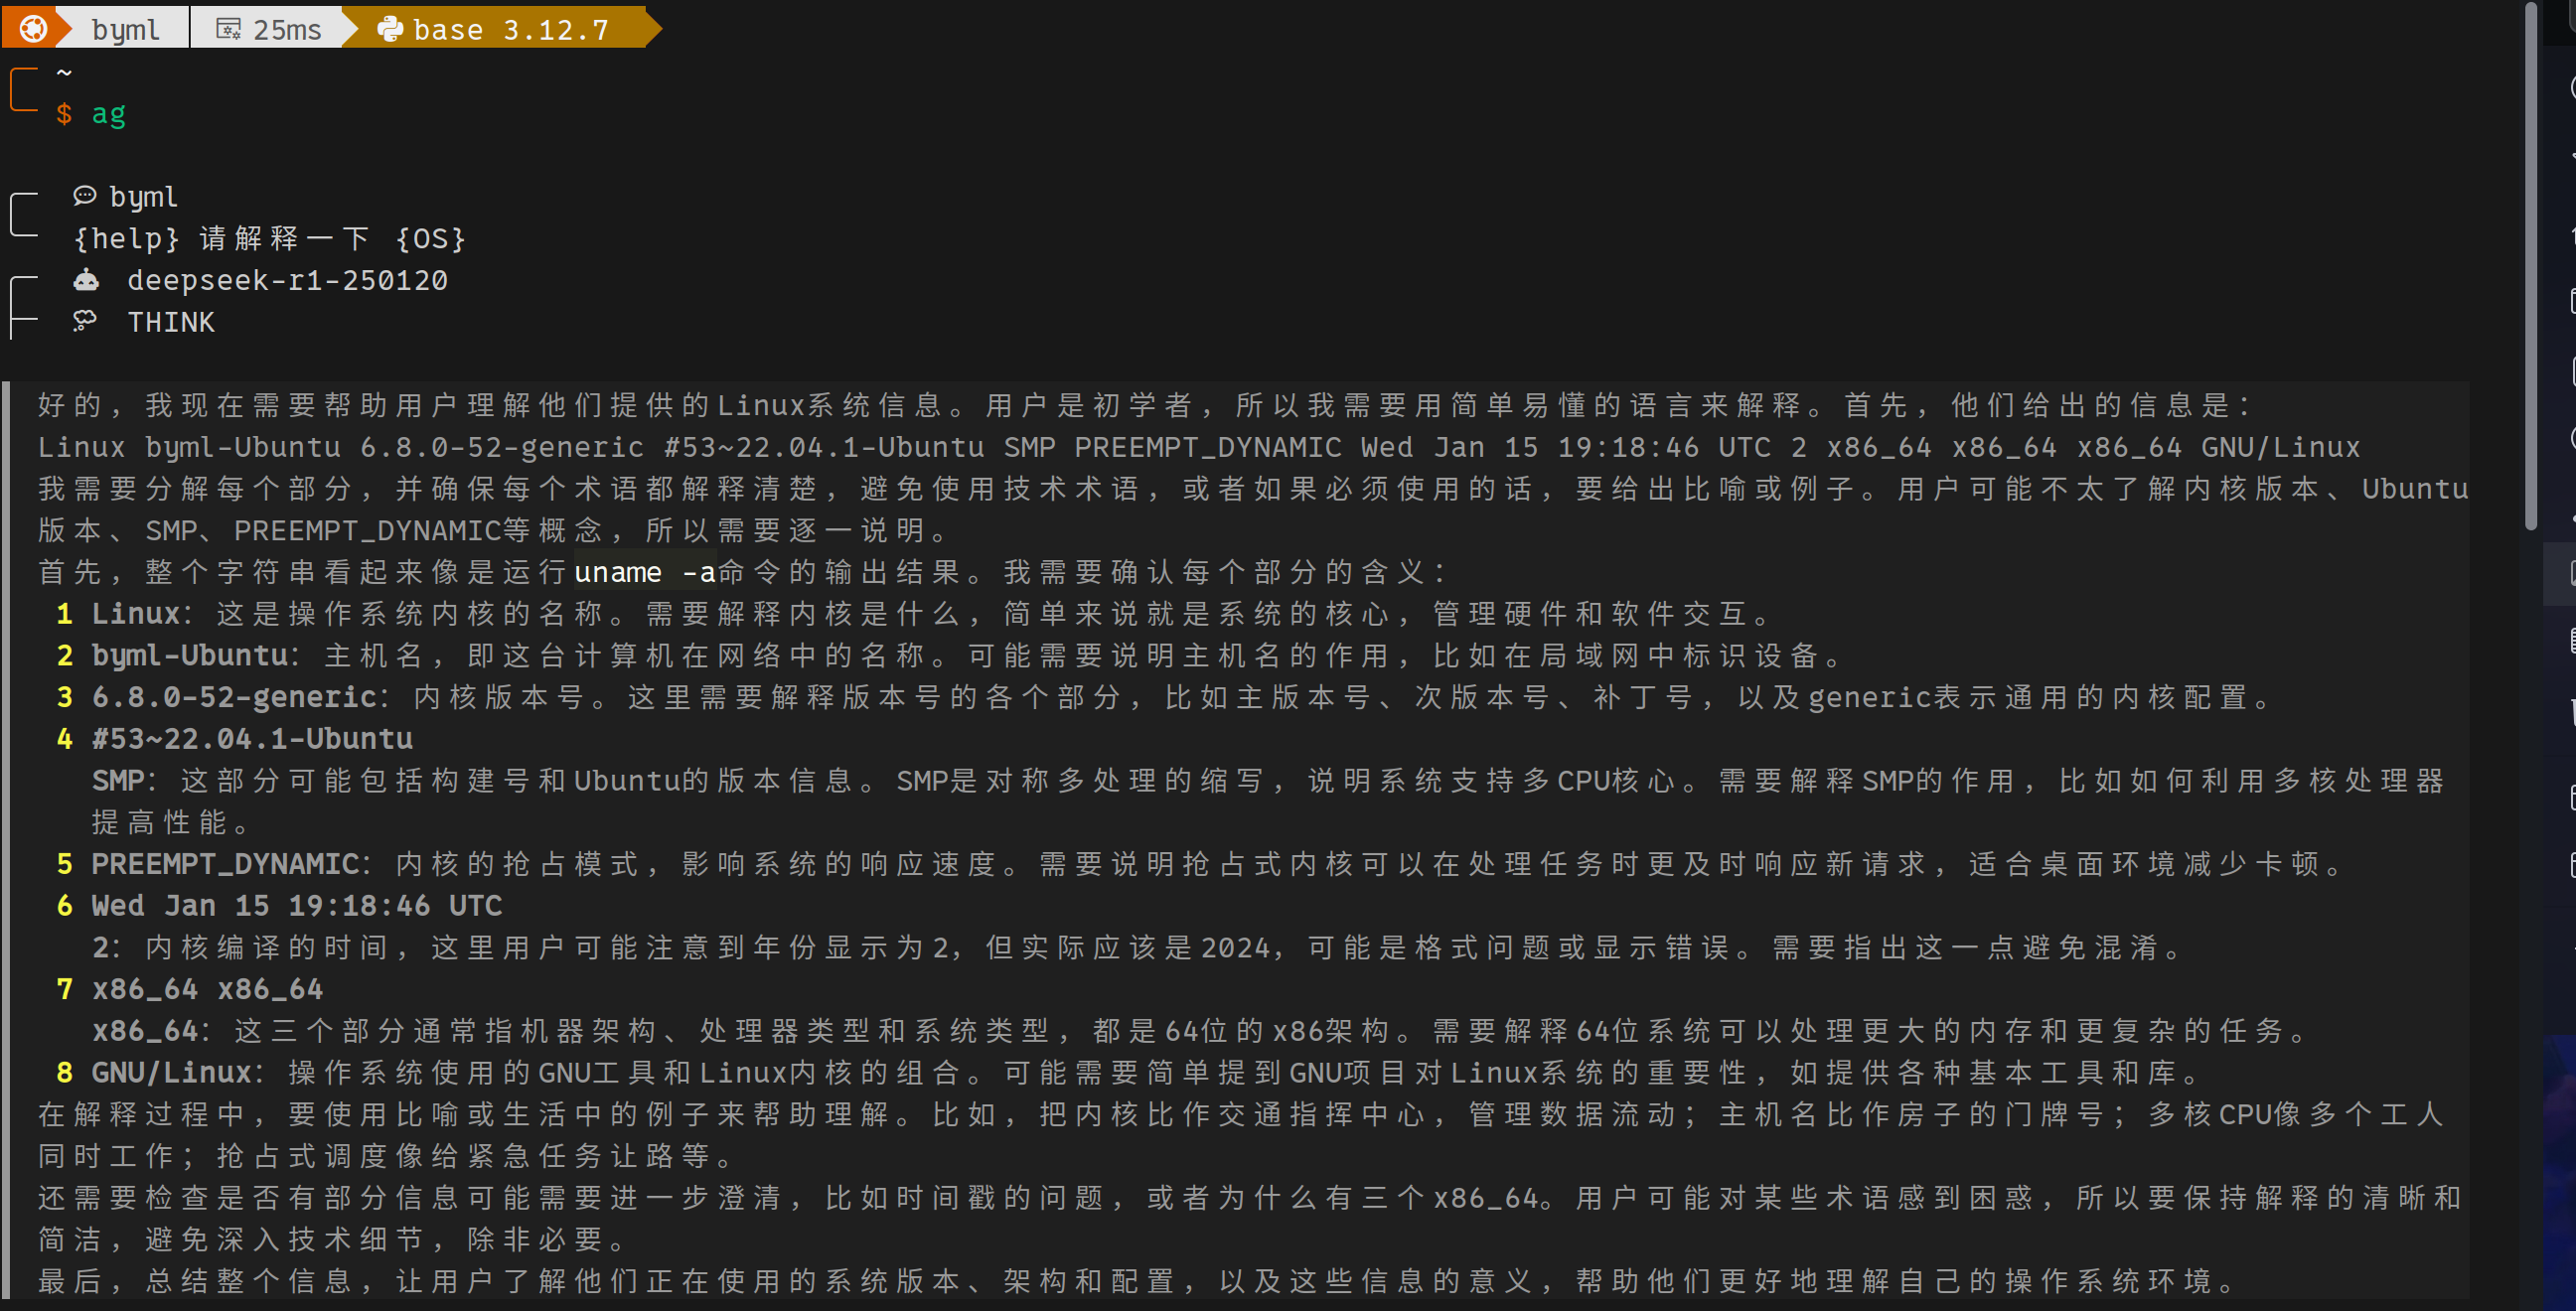 byml 25ms base 3.12.7
~
$ ag
byml
{help} 请解释一下 {OS}
deepseek-r1-250120
THINK
好的，我现在需要帮助用户理解他们提供的Linux系统信息。用户是初学者，所以我需要用简单易懂的语言来解释。首先，他们给出的信息是：
Linux byml-Ubuntu 6.8.0-52-generic #53~22.04.1-Ubuntu SMP PREEMPT_DYNAMIC Wed Jan 15 19:18:46 UTC 2 x86_64 x86_64 x86_64 GNU/Linux
我需要分解每个部分，并确保每个术语都解释清楚，避免使用技术术语，或者如果必须使用的话，要给出比喻或例子。用户可能不太了解内核版本、Ubuntu
版本、SMP、PREEMPT_DYNAMIC等概念，所以需要逐一说明。
首先，整个字符串看起来像是运行uname -a命令的输出结果。我需要确认每个部分的含义：
1 Linux：这是操作系统内核的名称。需要解释内核是什么，简单来说就是系统的核心，管理硬件和软件交互。
2 byml-Ubuntu：主机名，即这台计算机在网络中的名称。可能需要说明主机名的作用，比如在局域网中标识设备。
3 6.8.0-52-generic：内核版本号。这里需要解释版本号的各个部分，比如主版本号、次版本号、补丁号，以及generic表示通用的内核配置。
4 #53~22.04.1-Ubuntu
SMP：这部分可能包括构建号和Ubuntu的版本信息。SMP是对称多处理的缩写，说明系统支持多CPU核心。需要解释SMP的作用，比如如何利用多核处理器
提高性能。
5 PREEMPT_DYNAMIC：内核的抢占模式，影响系统的响应速度。需要说明抢占式内核可以在处理任务时更及时响应新请求，适合桌面环境减少卡顿。
6 Wed Jan 15 19:18:46 UTC
2：内核编译的时间，这里用户可能注意到年份显示为2，但实际应该是2024，可能是格式问题或显示错误。需要指出这一点避免混淆。
7 x86_64 x86_64
x86_64：这三个部分通常指机器架构、处理器类型和系统类型，都是64位的x86架构。需要解释64位系统可以处理更大的内存和更复杂的任务。
8 GNU/Linux：操作系统使用的GNU工具和Linux内核的组合。可能需要简单提到GNU项目对Linux系统的重要性，如提供各种基本工具和库。
在解释过程中，要使用比喻或生活中的例子来帮助理解。比如，把内核比作交通指挥中心，管理数据流动；主机名比作房子的门牌号；多核CPU像多个工人
同时工作；抢占式调度像给紧急任务让路等。
还需要检查是否有部分信息可能需要进一步澄清，比如时间戳的问题，或者为什么有三个x86_64。用户可能对某些术语感到困惑，所以要保持解释的清晰和
简洁，避免深入技术细节，除非必要。
最后，总结整个信息，让用户了解他们正在使用的系统版本、架构和配置，以及这些信息的意义，帮助他们更好地理解自己的操作系统环境。